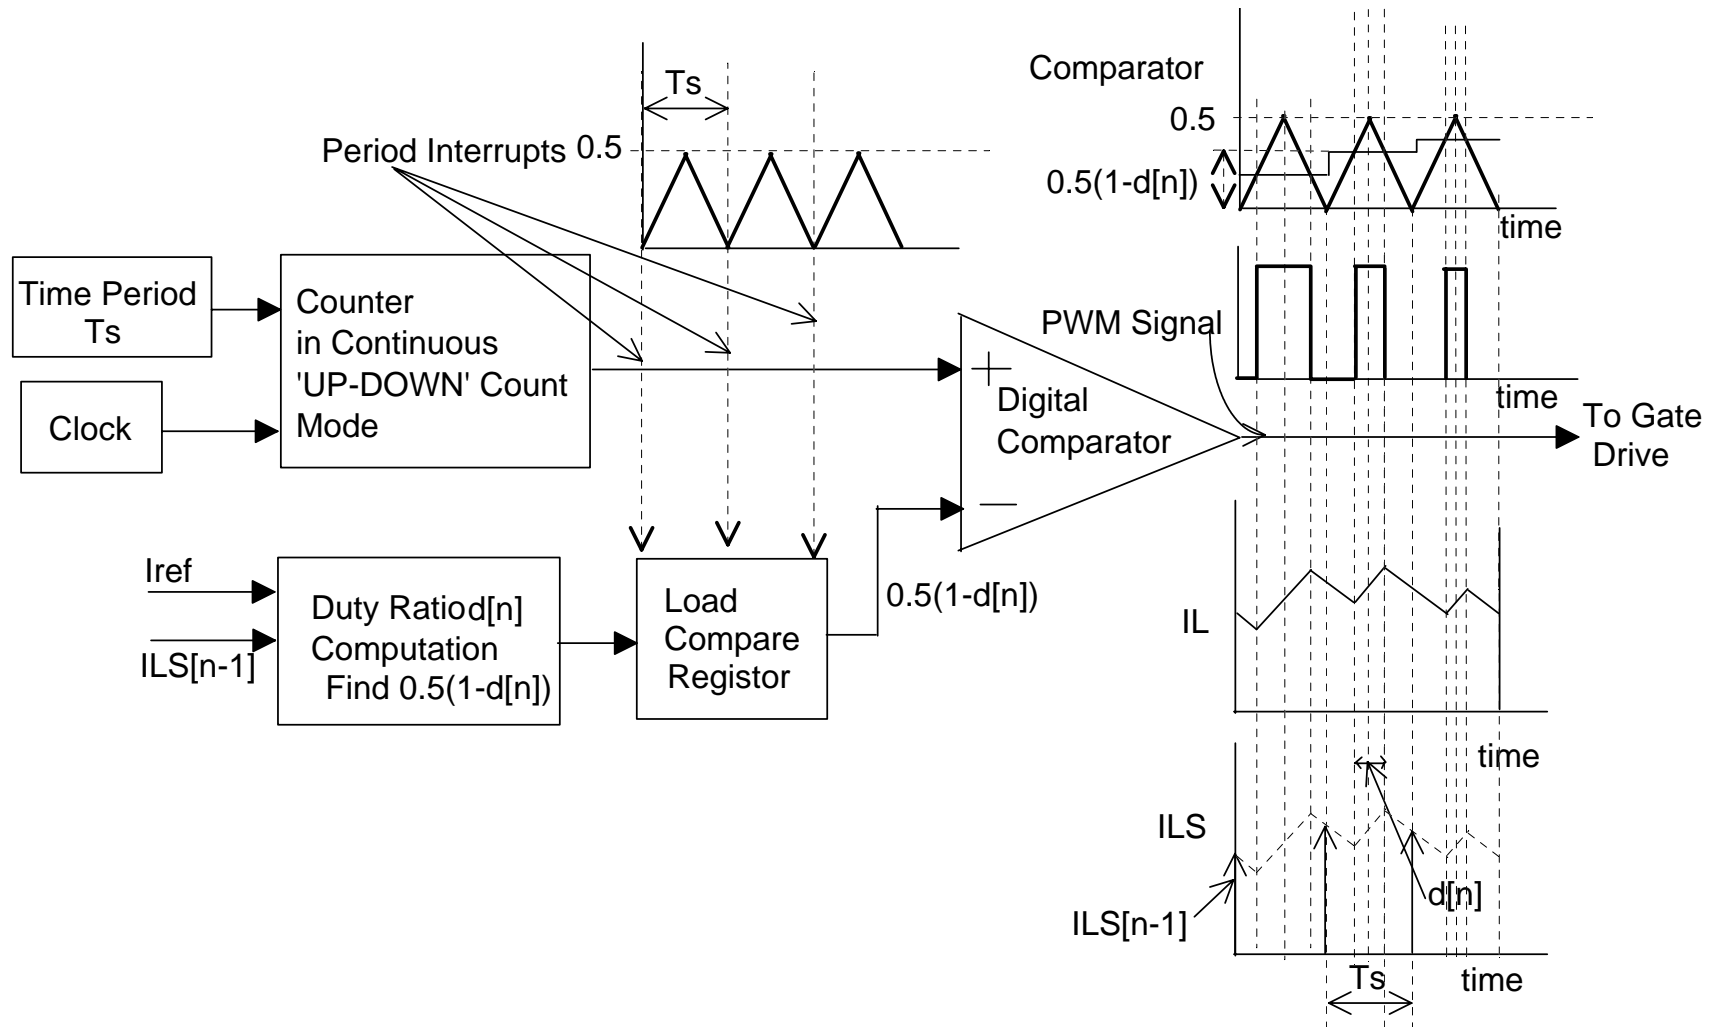 Ts
Period Interrupts 0.5
Comparator
0.5
0.5(1-d[n])
time
Time Period
Ts
Clock
Counter
in Continuous
'UP-DOWN' Count
Mode
PWM Signal
+
Digital
Comparator
—
time
To Gate
Drive
Iref
ILS[n-1]
Duty Ratio d[n]
Computation
Find 0.5(1-d[n])
Load
Compare
Registor
0.5(1-d[n])
IL
time
ILS
d[n]
ILS[n-1]
Ts
time